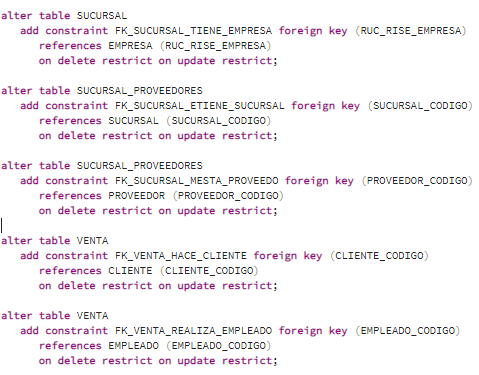 alter table SUCURSAL
add constraint FK_SUCURSAL_TIENE_EMPRESA foreign key (RUC_RISE_EMPRESA)
references EMPRESA (RUC_RISE_EMPRESA)
on delete restrict on update restrict;
alter table SUCURSAL_PROVEEDORES
add constraint FK_SUCURSAL_ETIENE_SUCURSAL foreign key (SUCURSAL_CODIGO)
references SUCURSAL (SUCURSAL_CODIGO)
on delete restrict on update restrict;
alter table SUCURSAL_PROVEEDORES
add constraint FK_SUCURSAL_MESTA_PROVEEDO foreign key (PROVEEDOR_CODIGO)
references PROVEEDOR (PROVEEDOR_CODIGO)
on delete restrict on update restrict;
alter table VENTA
add constraint FK_VENTA_HACE_CLIENTE foreign key (CLIENTE_CODIGO)
references CLIENTE (CLIENTE_CODIGO)
on delete restrict on update restrict;
alter table VENTA
add constraint FK_VENTA_REALIZA_EMPLEADO foreign key (EMPLEADO_CODIGO)
references EMPLEADO (EMPLEADO_CODIGO)
on delete restrict on update restrict;